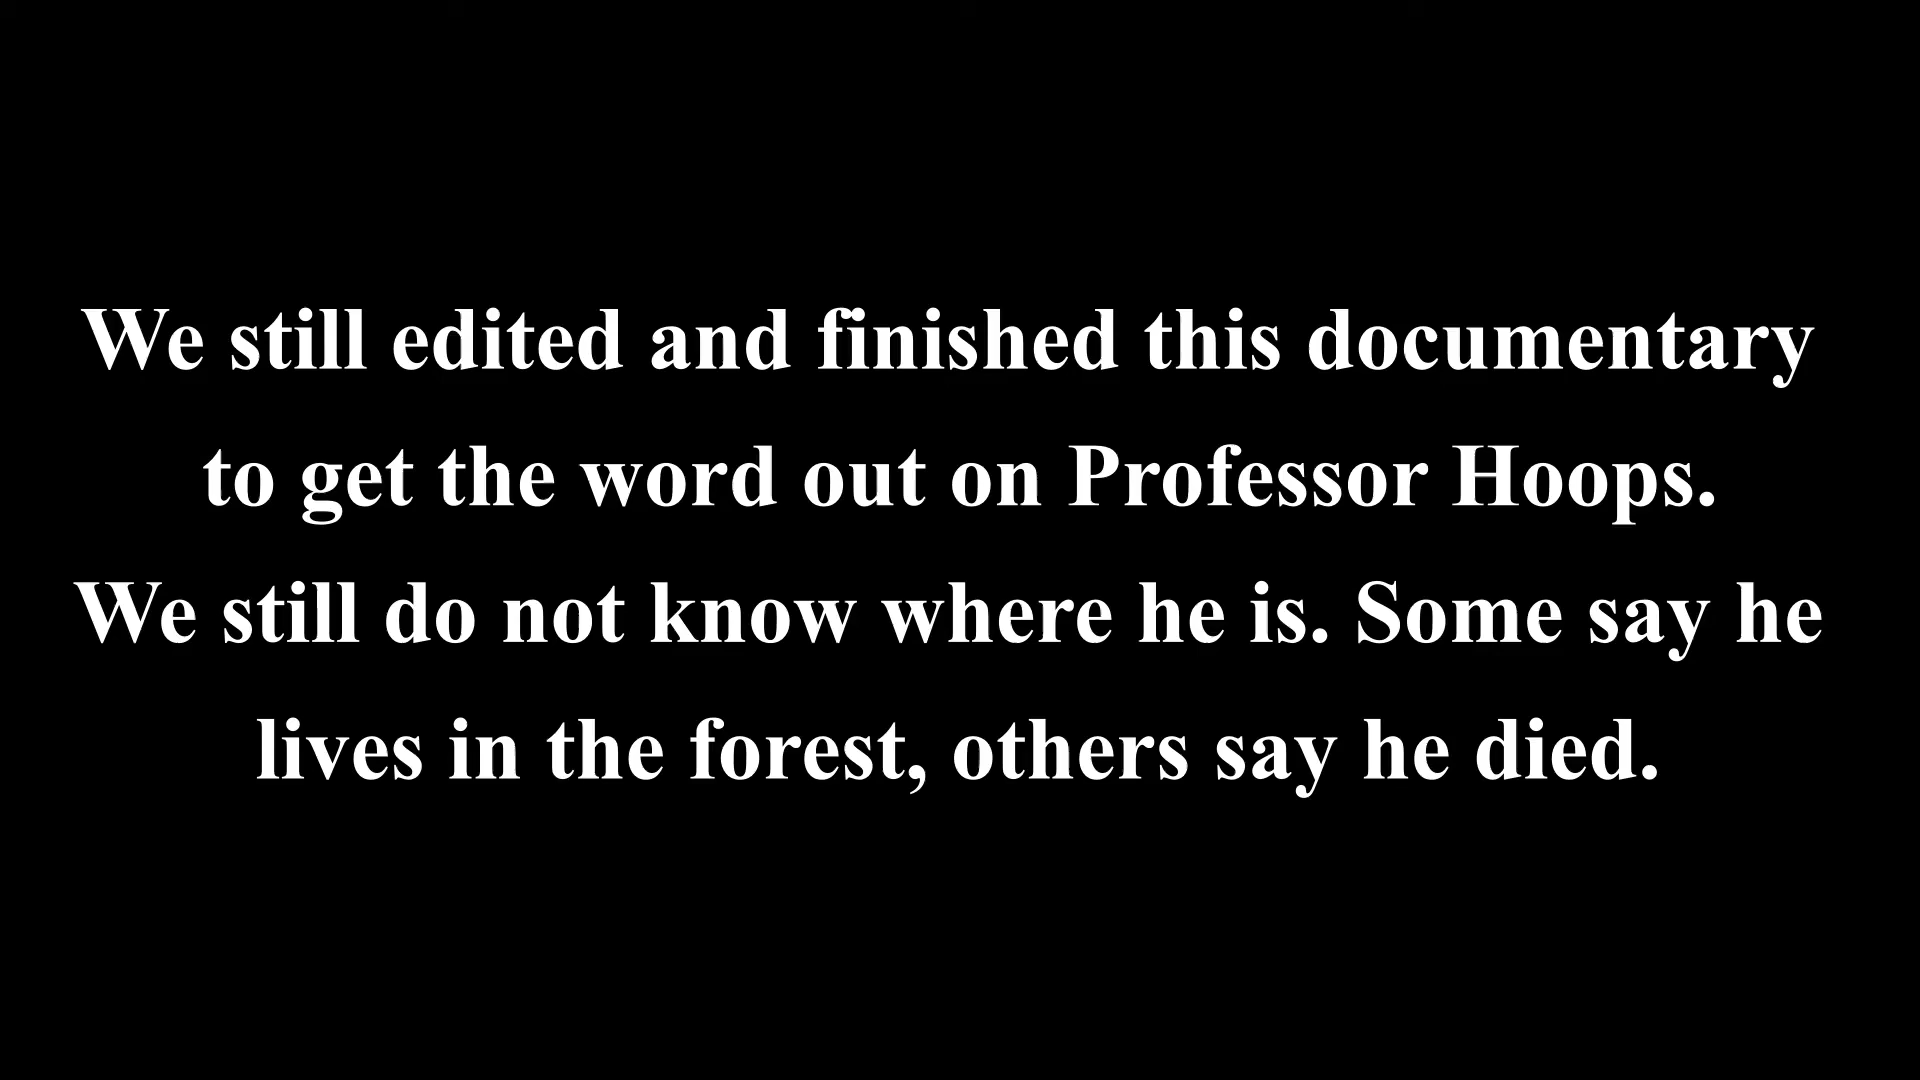 We still edited and finished this documentary
to get the word out on Professor Hoops.
We still do not know where he is. Some say he
lives in the forest, others say he died.